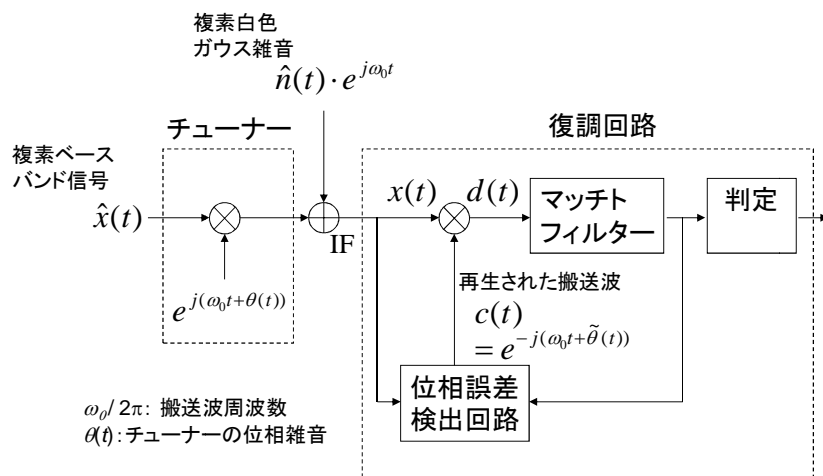 複素白色
ガウス雑音
n̂(t)·e^{jω₀t}
チューナー
復調回路
複素ベース
バンド信号
x̂(t)
IF
x(t)
d(t)
マッチト
フィルター
判定
e^{j(ω₀t+θ(t))}
再生された搬送波
c(t)
= e^{-j(ω₀t+θ̃(t))}
位相誤差
検出回路
ω₀/2π: 搬送波周波数
θ(t):チューナーの位相雑音